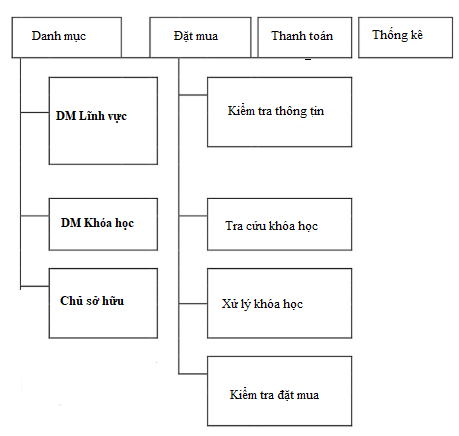 Danh mục
Đặt mua
Thanh toán
Thống kê
DM Lĩnh vực
DM Khóa học
Chủ sở hữu
Kiểm tra thông tin
Tra cứu khóa học
Xử lý khóa học
Kiểm tra đặt mua